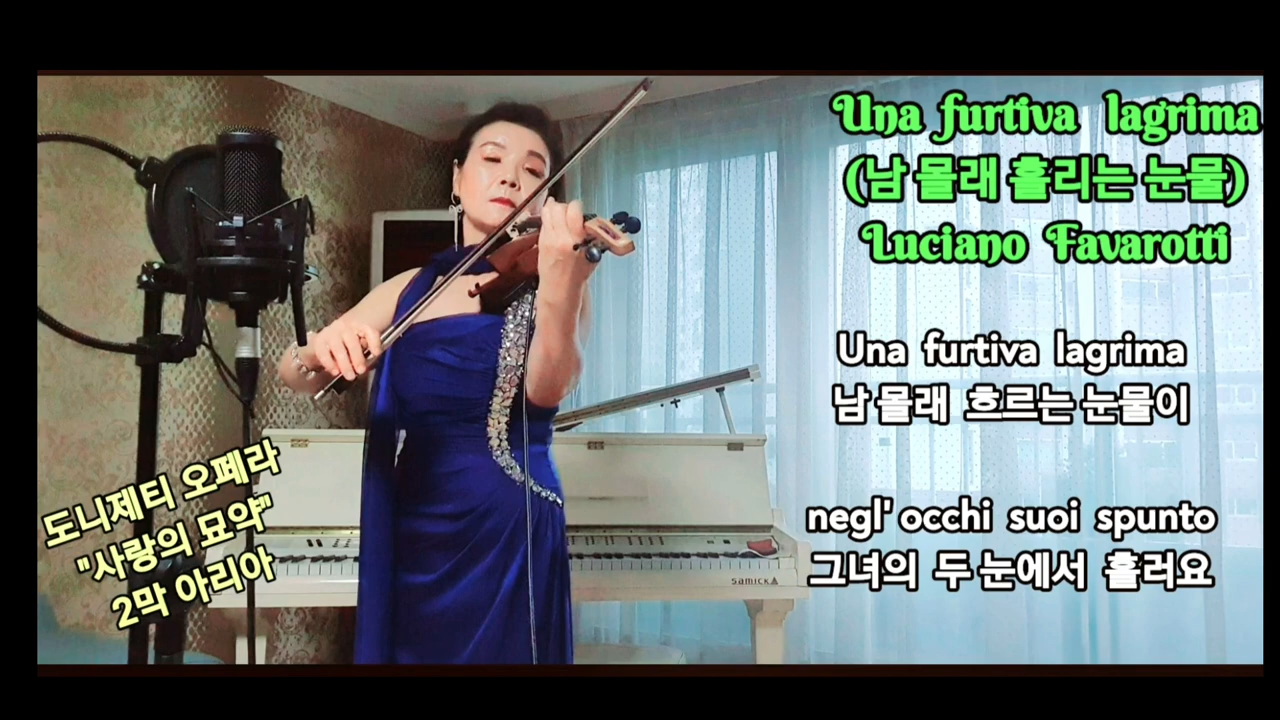 Una furtiva lagrima
(남 몰래 흘리는 눈물)
Luciano Favarotti
Una furtiva lagrima
남 몰래 흐르는 눈물이
negl' occhi suoi spunto
그녀의 두 눈에서 흘러요
도니제티 오페라
"사랑의 묘약"
2막 아리아
SAMICK